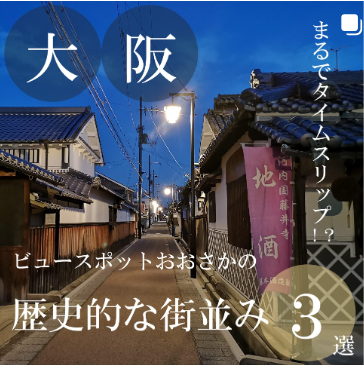 大阪
まるでタイムスリップ!?
地酒
ビュースポットおおさかの
歴史的な街並み3選